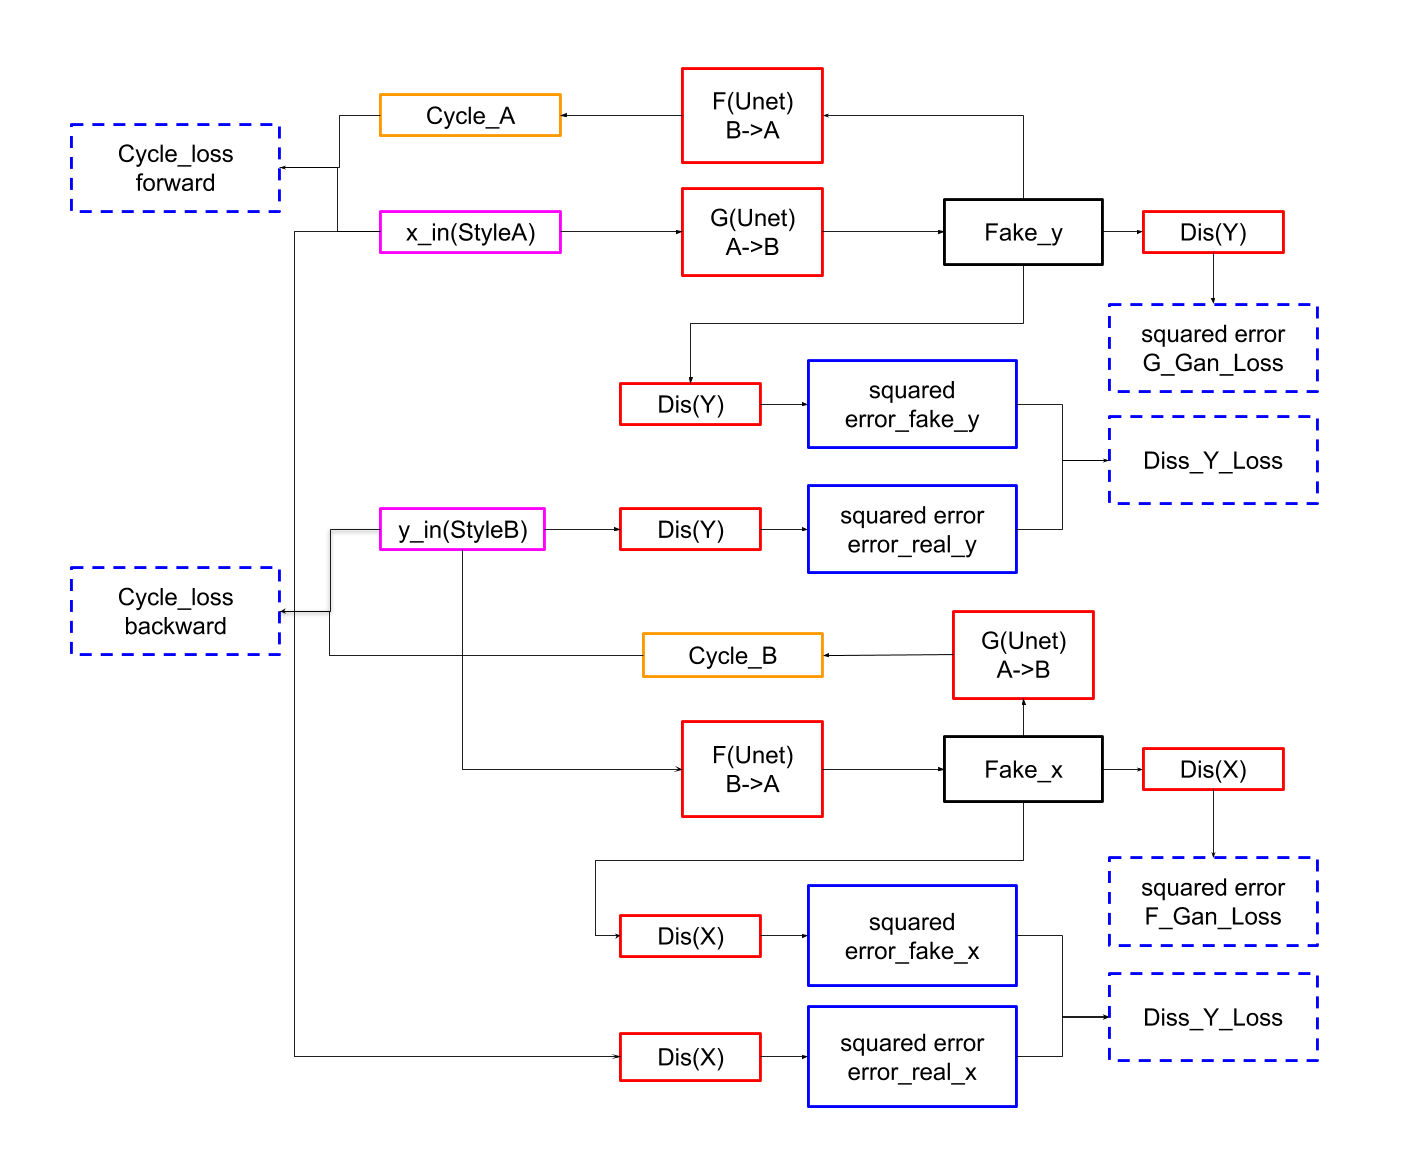 F(Unet)
B->A
Cycle_A
Cycle_loss
forward
x_in(StyleA)
G(Unet)
A->B
Fake_y
Dis(Y)
squared error
G_Gan_Loss
Dis(Y)
squared
error_fake_y
Diss_Y_Loss
y_in(StyleB)
Dis(Y)
squared error
error_real_y
Cycle_loss
backward
Cycle_B
G(Unet)
A->B
F(Unet)
B->A
Fake_x
Dis(X)
squared error
F_Gan_Loss
Dis(X)
squared
error_fake_x
Diss_Y_Loss
Dis(X)
squared error
error_real_x